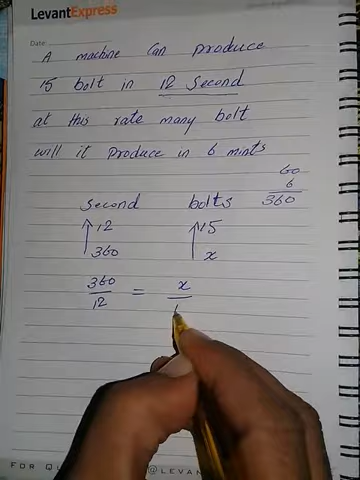 LevantExpress
Date:
A machine can produce
15 bolt in 12 second
at this rate many bolt
will it produce in 6 mints
60
6
second bolts 360
12 15
360 x
360/12 = x/
FOR QU @LEVAN